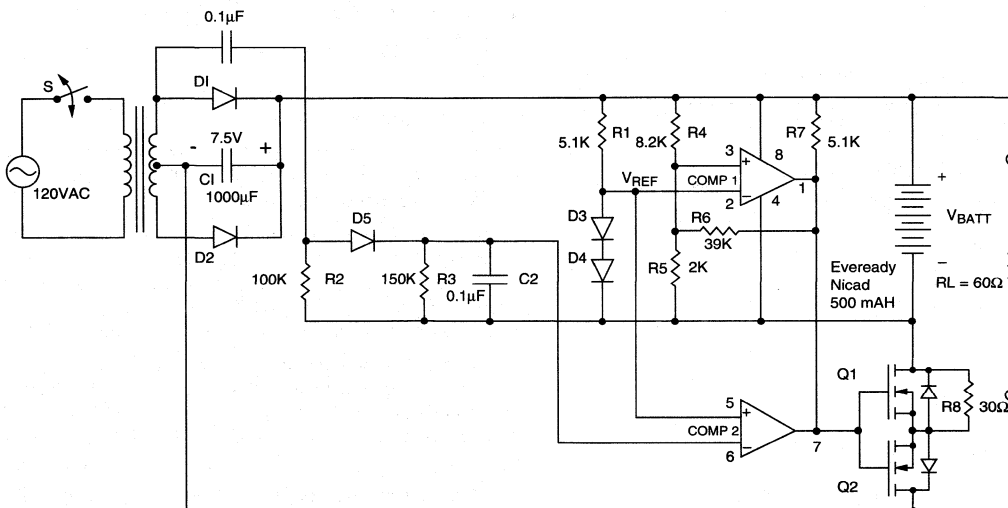 0.1µF
S
D1
120VAC
- 7.5V +
C1
1000µF
D2
D5
100K R2
150K R3
0.1µF C2
R1
5.1K
VREF
D3
D4
R4
8.2K
R5
2K
R6
39K
3
COMP 1
2
8
1
4
R7
5.1K
+
VBATT
−
Eveready
Nicad
500 mAH
RL = 60Ω
5
COMP 2
6
7
Q1
R8 30Ω
Q2